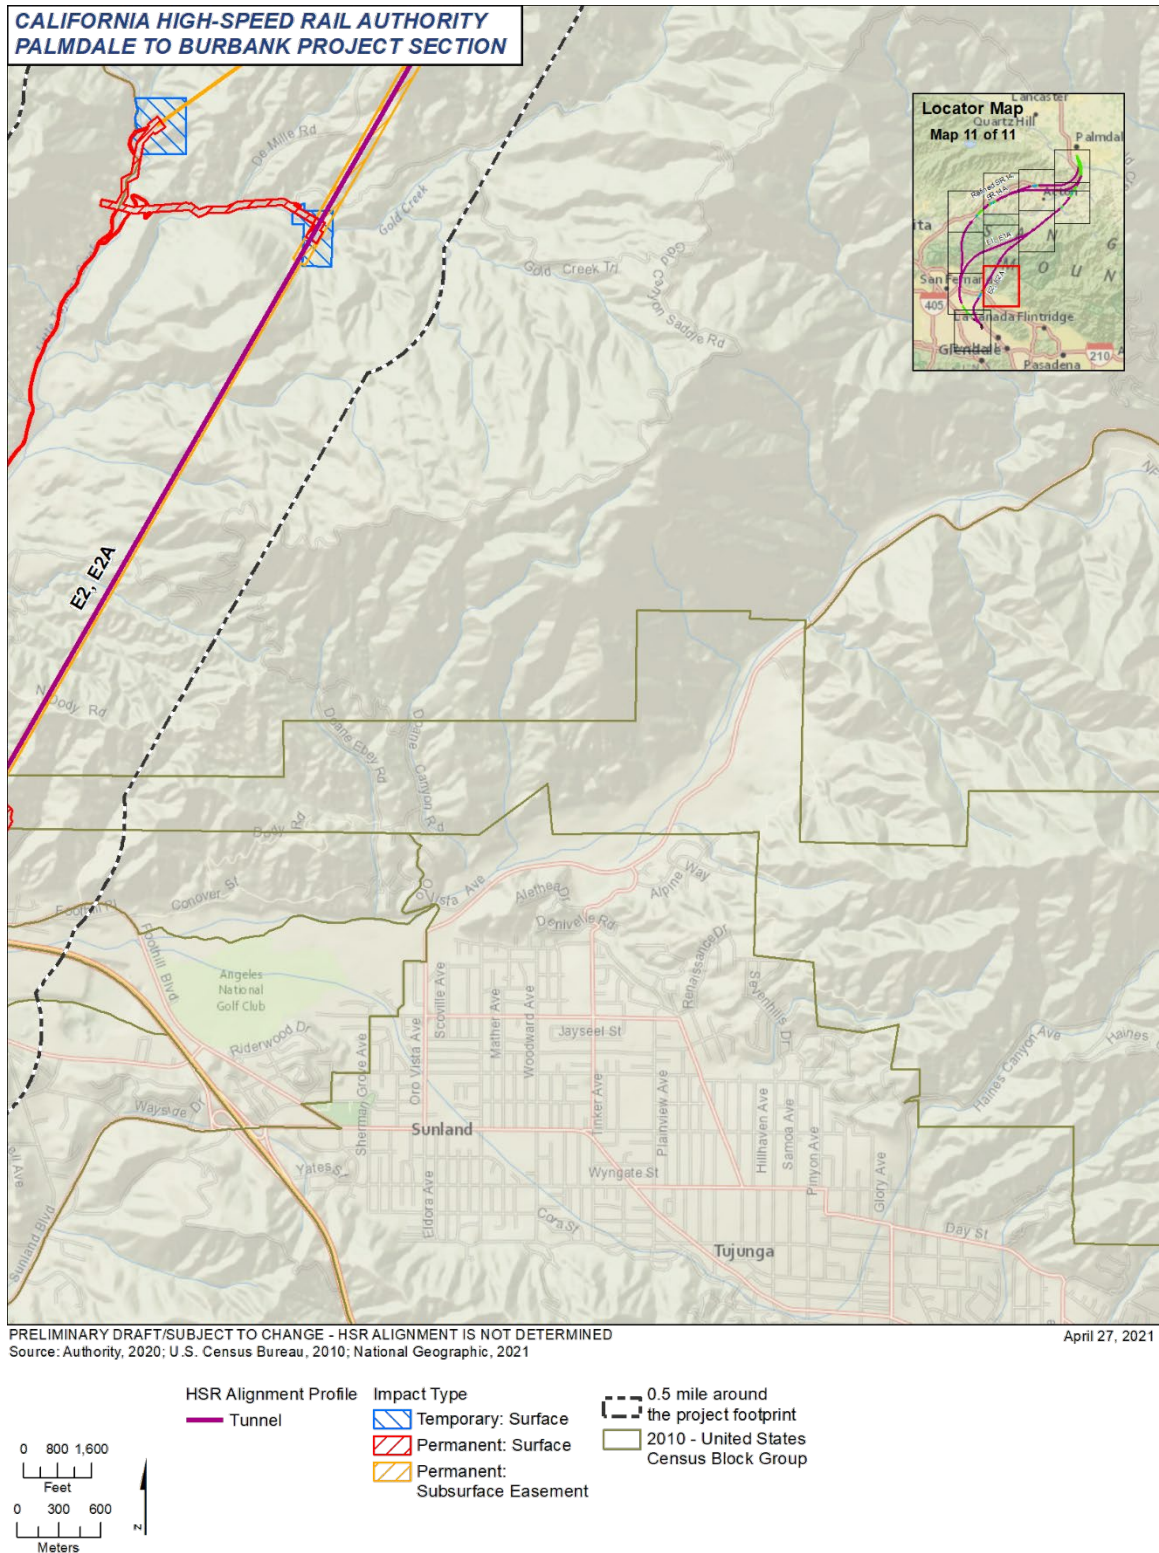 CALIFORNIA HIGH-SPEED RAIL AUTHORITY
PALMDALE TO BURBANK PROJECT SECTION
Locator Map
Map 11 of 11
Lancaster
Quartz Hill
Palmdal
Acton
ita
SAN G
MOUN
San Fernand
405
La Canada Flintridge
Glendale
210
Pasadena
De Mille Rd
Gold Creek
Gold Creek Trl
Gold Canyon Saddle Rd
E2, E2A
N Dody Rd
Doane Ebey Rd
Doane Canyon Rd
Body Rd
Conover St
Foothill Pl
Foothill Blvd
Oro Vista Ave
Alethea Dr
Alpine Way
Denivelle Rd
Renaissance Dr
Sevenhills Dr
Angeles
National
Golf Club
Riderwood Dr
Scoville Ave
Mather Ave
Woodward Ave
Jayseel St
Haines Canyon Ave
Haines
Wayside Dr
Sherman Grove Ave
Oro Vista Ave
Tinker Ave
Plainview Ave
Hillhaven Ave
Samoa Ave
Pinyon Ave
Sunland
Yates St
Wyngate St
Glory Ave
Eldora Ave
Cora St
Day St
Sunland Blvd
Tujunga
PRELIMINARY DRAFT/SUBJECT TO CHANGE - HSR ALIGNMENT IS NOT DETERMINED
April 27, 2021
Source: Authority, 2020; U.S. Census Bureau, 2010; National Geographic, 2021
HSR Alignment Profile
Tunnel
Impact Type
Temporary: Surface
Permanent: Surface
Permanent:
Subsurface Easement
0.5 mile around
the project footprint
2010 - United States
Census Block Group
0 800 1,600
Feet
0 300 600
Meters
N